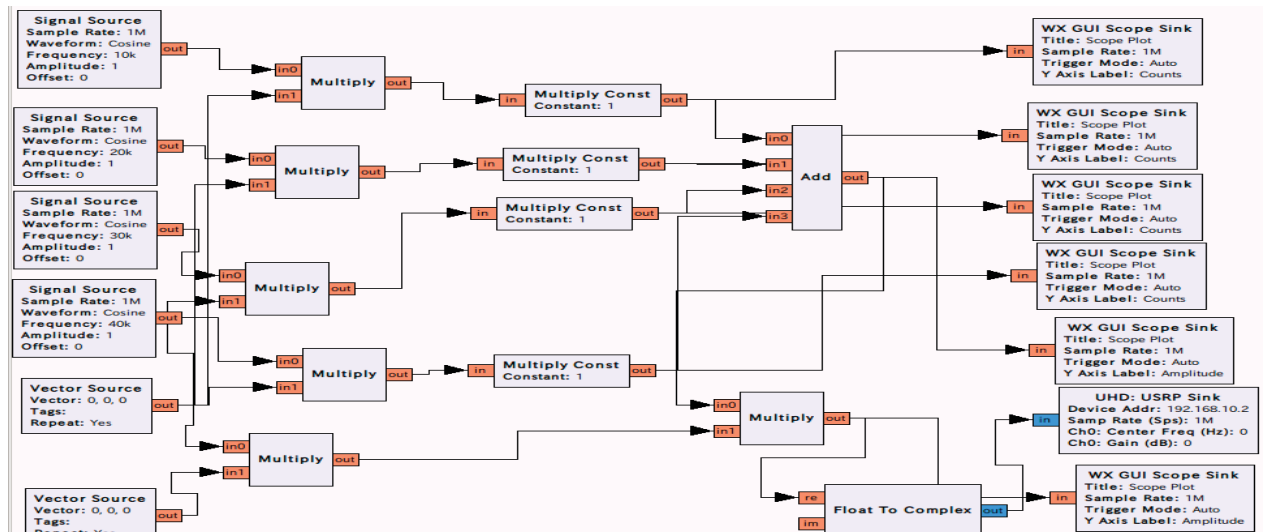 Signal Source
Sample Rate: 1M
Waveform: Cosine
Frequency: 10k
Amplitude: 1
Offset: 0
out
in0
in1
Multiply
out
in
Multiply Const
Constant: 1
out
in
WX GUI Scope Sink
Title: Scope Plot
Sample Rate: 1M
Trigger Mode: Auto
Y Axis Label: Counts
Signal Source
Sample Rate: 1M
Waveform: Cosine
Frequency: 20k
Amplitude: 1
Offset: 0
out
in0
in1
Multiply
out
in
Multiply Const
Constant: 1
out
in0
in1
in2
in3
Add
out
in
WX GUI Scope Sink
Title: Scope Plot
Sample Rate: 1M
Trigger Mode: Auto
Y Axis Label: Counts
Signal Source
Sample Rate: 1M
Waveform: Cosine
Frequency: 30k
Amplitude: 1
Offset: 0
out
in
Multiply Const
Constant: 1
out
in
WX GUI Scope Sink
Title: Scope Plot
Sample Rate: 1M
Trigger Mode: Auto
Y Axis Label: Counts
in0
in1
Multiply
out
in
WX GUI Scope Sink
Title: Scope Plot
Sample Rate: 1M
Trigger Mode: Auto
Y Axis Label: Counts
Signal Source
Sample Rate: 1M
Waveform: Cosine
Frequency: 40k
Amplitude: 1
Offset: 0
out
in0
in1
Multiply
out
in
Multiply Const
Constant: 1
out
in
WX GUI Scope Sink
Title: Scope Plot
Sample Rate: 1M
Trigger Mode: Auto
Y Axis Label: Amplitude
Vector Source
Vector: 0, 0, 0
Tags:
Repeat: Yes
out
in0
in1
Multiply
out
in0
in1
Multiply
out
in
UHD: USRP Sink
Device Addr: 192.168.10.2
Samp Rate (Sps): 1M
Ch0: Center Freq (Hz): 0
Ch0: Gain (dB): 0
Vector Source
Vector: 0, 0, 0
Tags:
Repeat: Yes
out
re
im
Float To Complex
out
in
WX GUI Scope Sink
Title: Scope Plot
Sample Rate: 1M
Trigger Mode: Auto
Y Axis Label: Amplitude